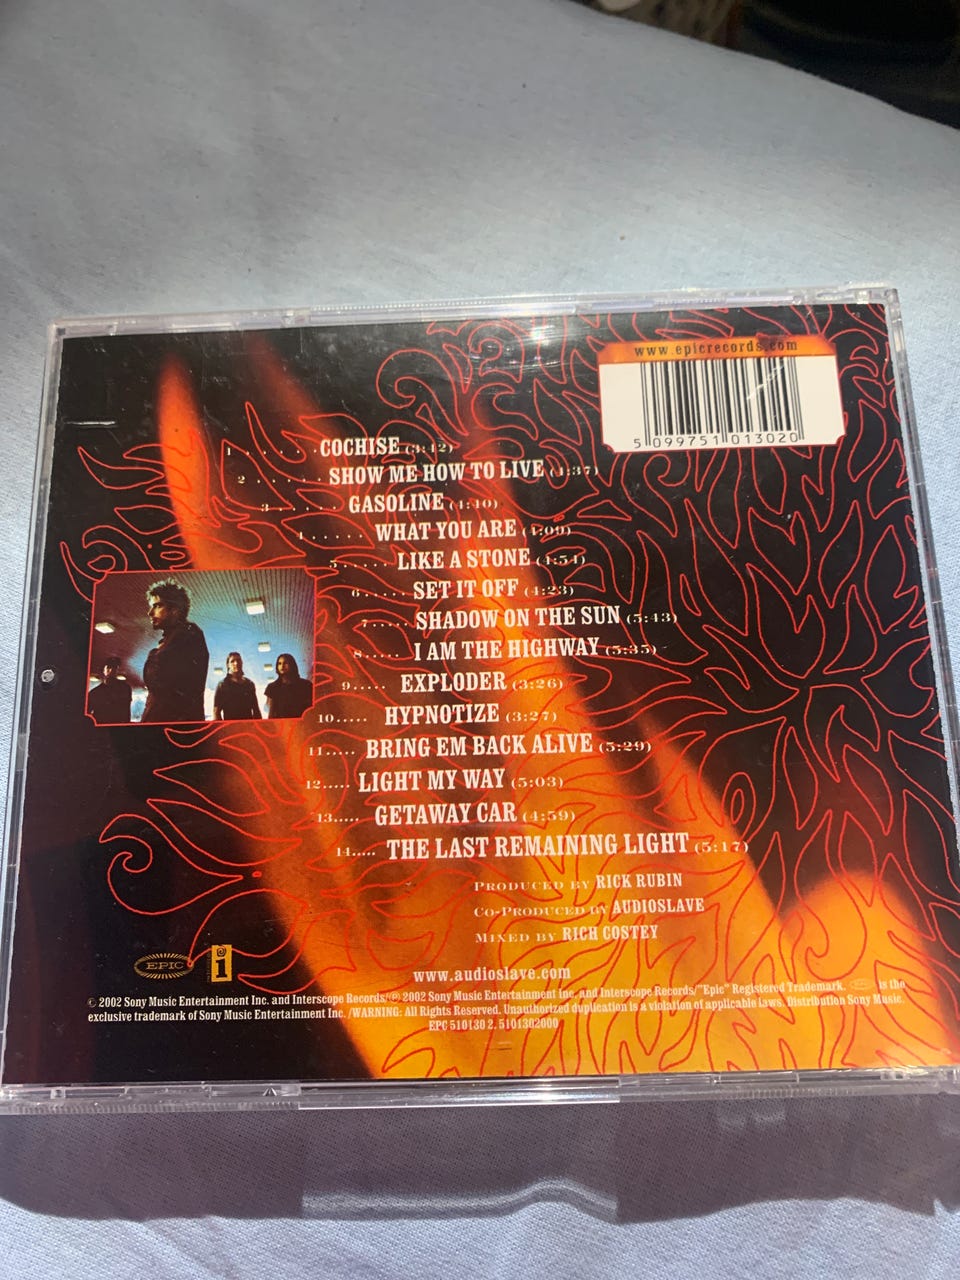 www.epicrecords.com
5 099751 013020
1 . . . . . . COCHISE (3:42)
2 . . . . . . SHOW ME HOW TO LIVE (4:37)
3 . . . . . . GASOLINE (4:40)
4 . . . . . WHAT YOU ARE (4:09)
5 . . . . . LIKE A STONE (4:54)
6 . . . . . SET IT OFF (4:23)
7 . . . . . SHADOW ON THE SUN (5:43)
8 . . . . . I AM THE HIGHWAY (5:35)
9..... EXPLODER (3:26)
10..... HYPNOTIZE (3:27)
11..... BRING EM BACK ALIVE (5:29)
12..... LIGHT MY WAY (5:03)
13..... GETAWAY CAR (4:59)
14..... THE LAST REMAINING LIGHT (5:17)
PRODUCED BY RICK RUBIN
CO-PRODUCED BY AUDIOSLAVE
MIXED BY RICH COSTEY
EPIC
i
www.audioslave.com
© 2002 Sony Music Entertainment Inc. and Interscope Records/℗ 2002 Sony Music Entertainment Inc. and Interscope Records/"Epic" Registered Trademark. is the
exclusive trademark of Sony Music Entertainment Inc. /WARNING: All Rights Reserved. Unauthorized duplication is a violation of applicable laws. Distribution Sony Music.
EPC 510130 2. 5101302000